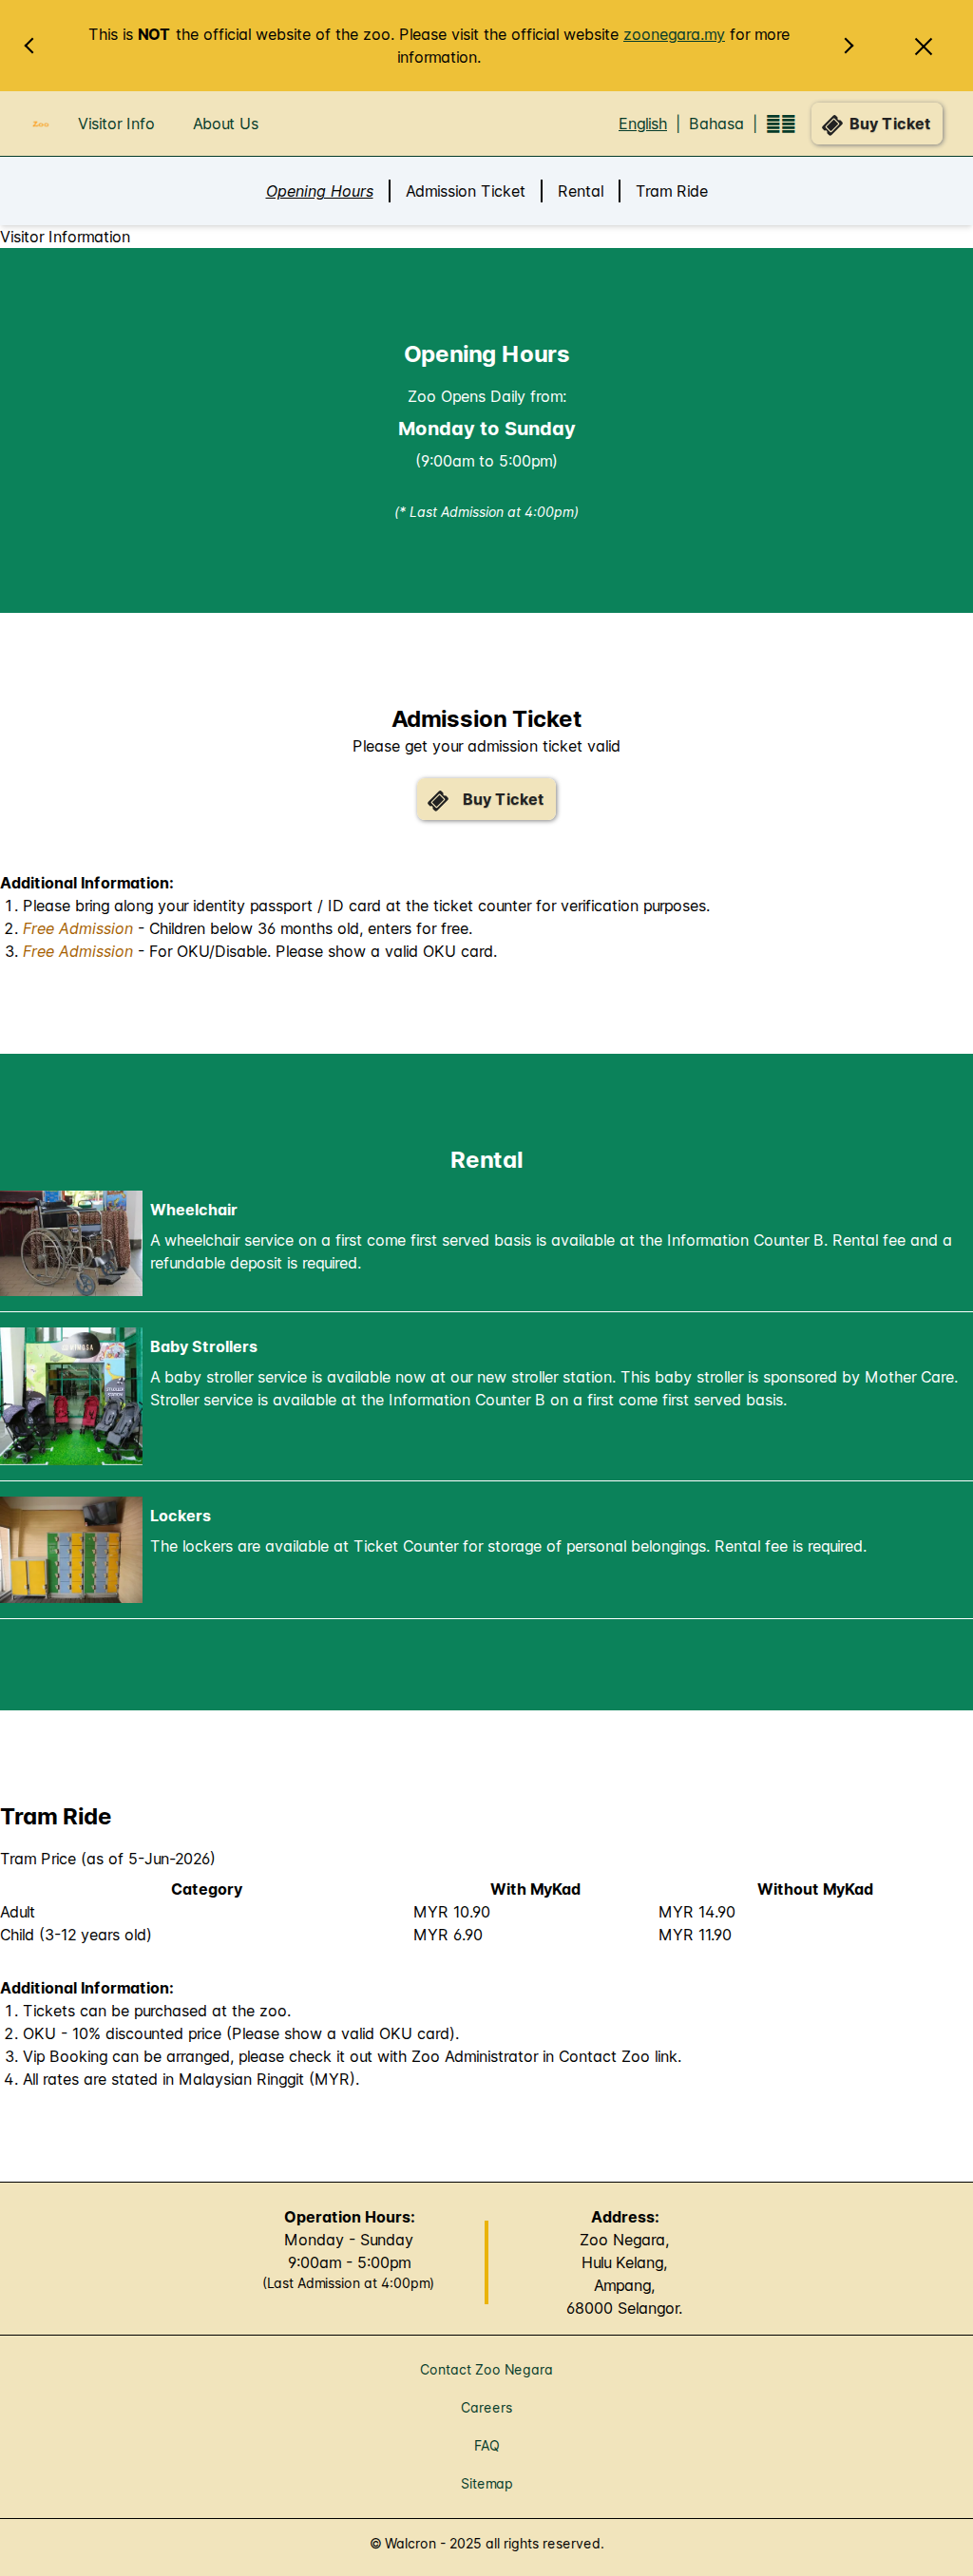 This is NOT the official website of the zoo. Please visit the official website zoonegara.my for more
information.
Zoo Visitor Info About Us English | Bahasa | Buy Ticket
Opening Hours | Admission Ticket | Rental | Tram Ride
Visitor Information
Opening Hours
Zoo Opens Daily from:
Monday to Sunday
(9:00am to 5:00pm)
(* Last Admission at 4:00pm)
Admission Ticket
Please get your admission ticket valid
Buy Ticket
Additional Information:
1. Please bring along your identity passport / ID card at the ticket counter for verification purposes.
2. Free Admission - Children below 36 months old, enters for free.
3. Free Admission - For OKU/Disable. Please show a valid OKU card.
Rental
Wheelchair
A wheelchair service on a first come first served basis is available at the Information Counter B. Rental fee and a
refundable deposit is required.
Baby Strollers
A baby stroller service is available now at our new stroller station. This baby stroller is sponsored by Mother Care.
Stroller service is available at the Information Counter B on a first come first served basis.
Lockers
The lockers are available at Ticket Counter for storage of personal belongings. Rental fee is required.
Tram Ride
Tram Price (as of 5-Jun-2026)
Category With MyKad Without MyKad
Adult MYR 10.90 MYR 14.90
Child (3-12 years old) MYR 6.90 MYR 11.90
Additional Information:
1. Tickets can be purchased at the zoo.
2. OKU - 10% discounted price (Please show a valid OKU card).
3. Vip Booking can be arranged, please check it out with Zoo Administrator in Contact Zoo link.
4. All rates are stated in Malaysian Ringgit (MYR).
Operation Hours:
Monday - Sunday
9:00am - 5:00pm
(Last Admission at 4:00pm)
Address:
Zoo Negara,
Hulu Kelang,
Ampang,
68000 Selangor.
Contact Zoo Negara
Careers
FAQ
Sitemap
© Walcron - 2025 all rights reserved.